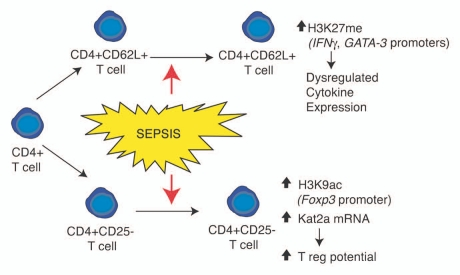 CD4+CD62L+
T cell
CD4+CD62L+
T cell
H3K27me
(IFNγ, GATA-3 promoters)
Dysregulated
Cytokine
Expression
CD4+
T cell
SEPSIS
CD4+CD25-
T cell
CD4+CD25-
T cell
H3K9ac
(Foxp3 promoter)
Kat2a mRNA
T reg potential